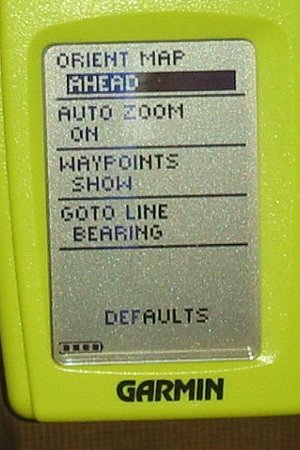 ORIENT MAP
AHEAD
AUTO ZOOM
ON
WAYPOINTS
SHOW
GOTO LINE
BEARING
DEFAULTS
GARMIN